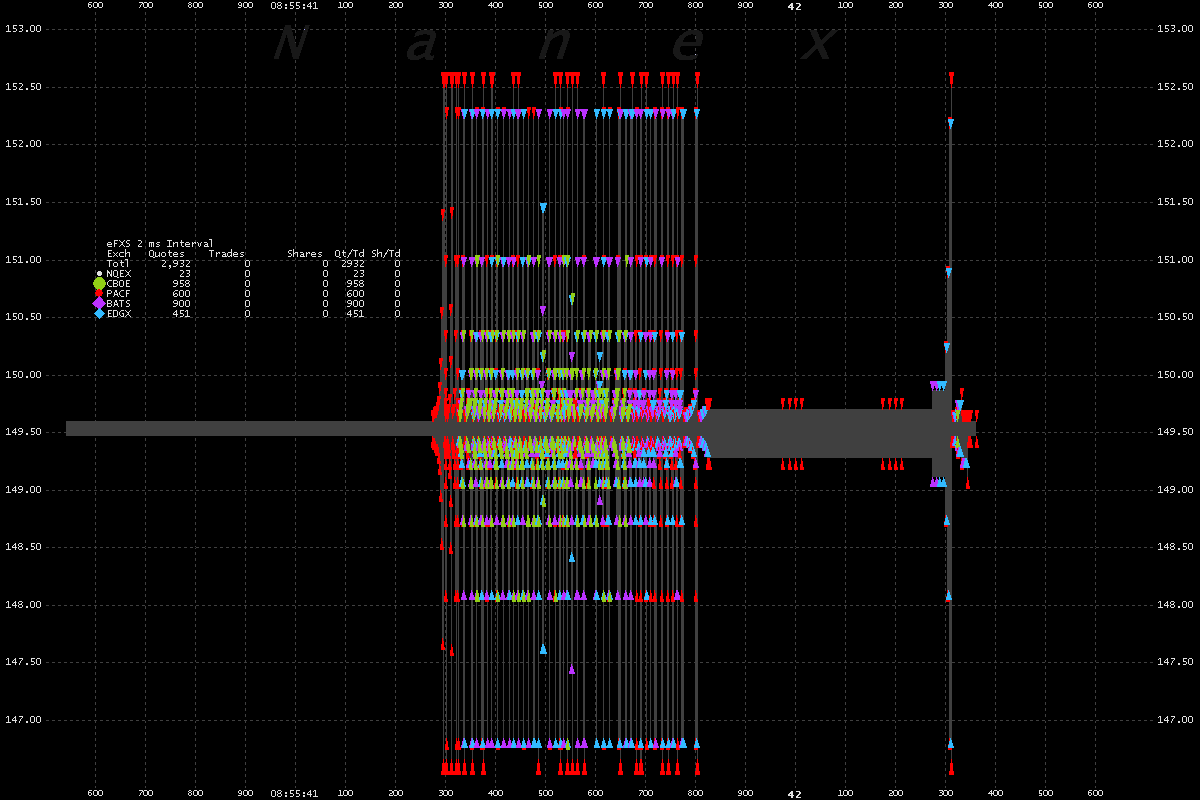 600 700 800 900 08:55:41 100 200 300 400 500 600 700 800 900 42 100 200 300 400 500 600
Nanex
153.00 153.00
152.50 152.50
152.00 152.00
151.50 151.50
151.00 151.00
150.50 150.50
150.00 150.00
149.50 149.50
149.00 149.00
148.50 148.50
148.00 148.00
147.50 147.50
147.00 147.00
eFXS 2 ms Interval
Exch Quotes Trades Shares Qt/Td Sh/Td
Totl 2,932 0 0 2932 0
NQEX 23 0 0 23 0
CBOE 958 0 0 958 0
PACF 600 0 0 600 0
BATS 900 0 0 900 0
EDGX 451 0 0 451 0
600 700 800 900 08:55:41 100 200 300 400 500 600 700 800 900 42 100 200 300 400 500 600